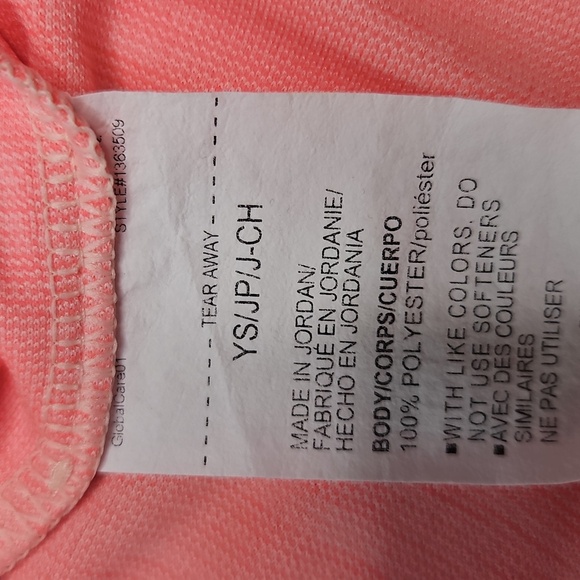 GlobalCare01 STYLE#1363509
TEAR AWAY
YS/JP/J-CH
MADE IN JORDAN/
FABRIQUÉ EN JORDANIE/
HECHO EN JORDANIA
BODY/CORPS/CUERPO
100% POLYESTER/poliéster
■WITH LIKE COLORS. DO
NOT USE SOFTENERS
■AVEC DES COULEURS
SIMILAIRES
NE PAS UTILISER